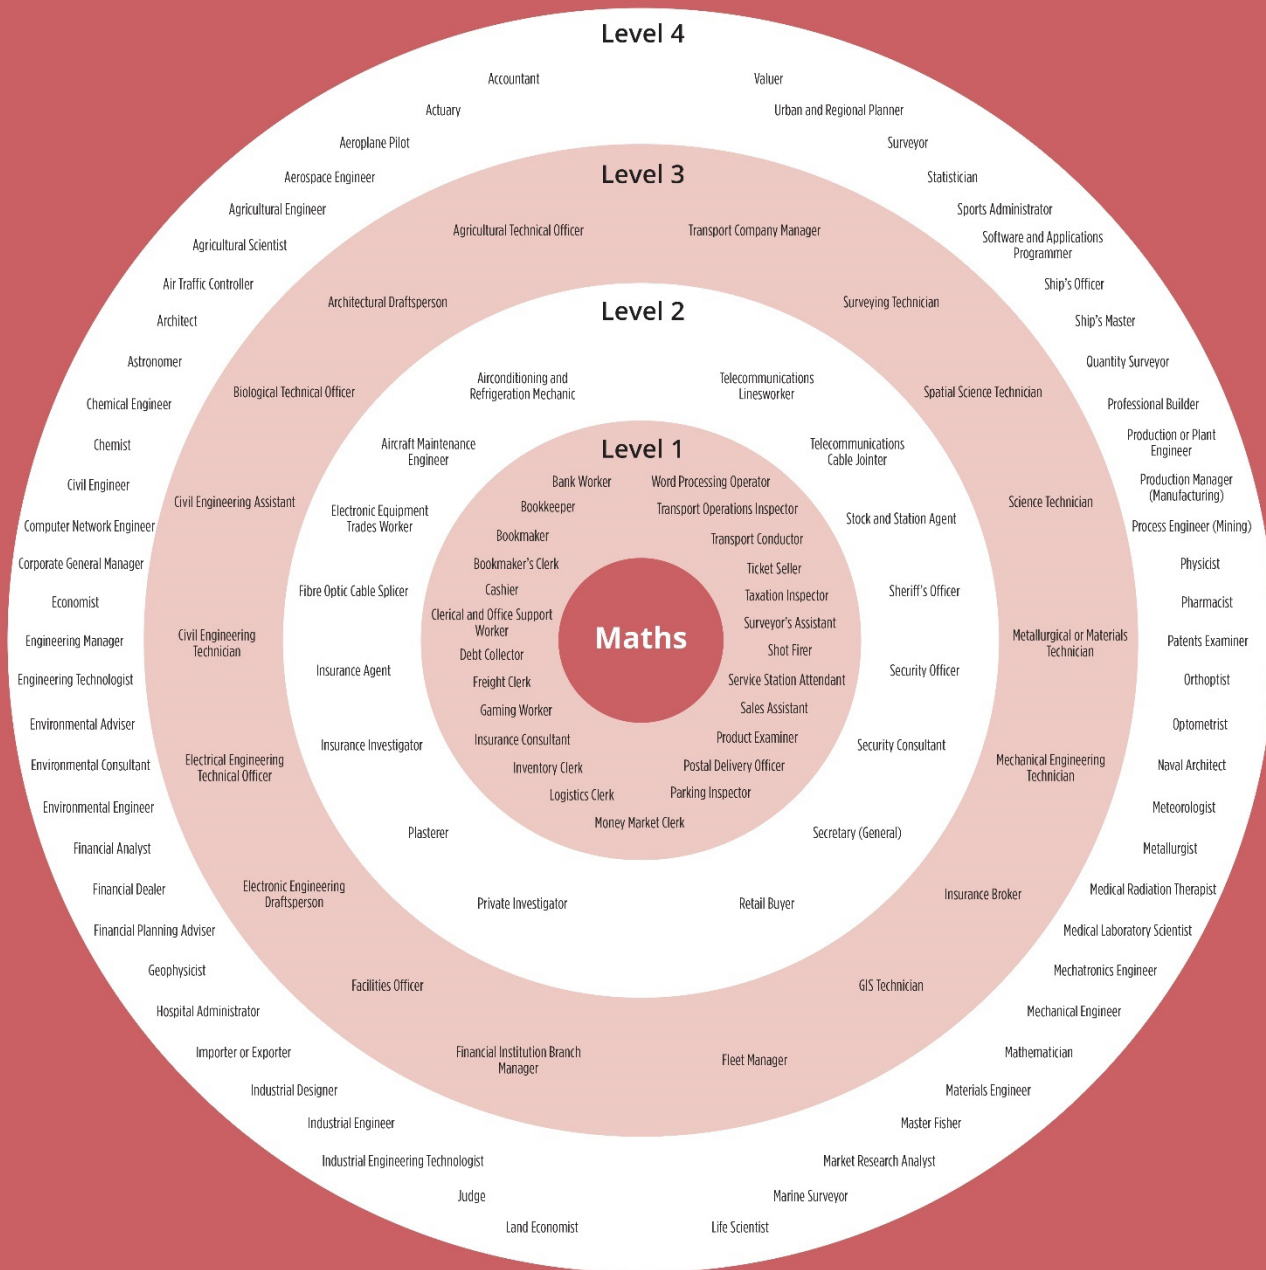 Level 4
Accountant
Actuary
Aeroplane Pilot
Aerospace Engineer
Agricultural Engineer
Agricultural Scientist
Air Traffic Controller
Architect
Astronomer
Chemical Engineer
Chemist
Civil Engineer
Computer Network Engineer
Corporate General Manager
Economist
Engineering Manager
Engineering Technologist
Environmental Adviser
Environmental Consultant
Environmental Engineer
Financial Analyst
Financial Dealer
Financial Planning Adviser
Geophysicist
Hospital Administrator
Importer or Exporter
Industrial Designer
Industrial Engineer
Industrial Engineering Technologist
Judge
Land Economist
Valuer
Urban and Regional Planner
Surveyor
Statistician
Sports Administrator
Software and Applications
Programmer
Ship's Officer
Ship's Master
Quantity Surveyor
Professional Builder
Production or Plant
Engineer
Production Manager
(Manufacturing)
Process Engineer (Mining)
Physicist
Pharmacist
Patents Examiner
Orthoptist
Optometrist
Naval Architect
Meteorologist
Metallurgist
Medical Radiation Therapist
Medical Laboratory Scientist
Mechatronics Engineer
Mechanical Engineer
Mathematician
Materials Engineer
Master Fisher
Market Research Analyst
Marine Surveyor
Life Scientist
Level 3
Agricultural Technical Officer
Architectural Draftsperson
Biological Technical Officer
Civil Engineering Assistant
Civil Engineering
Technician
Electrical Engineering
Technical Officer
Electronic Engineering
Draftsperson
Facilities Officer
Financial Institution Branch
Manager
Transport Company Manager
Surveying Technician
Spatial Science Technician
Science Technician
Metallurgical or Materials
Technician
Mechanical Engineering
Technician
Insurance Broker
GIS Technician
Fleet Manager
Level 2
Airconditioning and
Refrigeration Mechanic
Aircraft Maintenance
Engineer
Electronic Equipment
Trades Worker
Fibre Optic Cable Splicer
Insurance Agent
Insurance Investigator
Plasterer
Private Investigator
Telecommunications
Linesworker
Telecommunications
Cable Jointer
Stock and Station Agent
Sheriff's Officer
Security Officer
Security Consultant
Secretary (General)
Retail Buyer
Level 1
Bank Worker
Bookkeeper
Bookmaker
Bookmaker's Clerk
Cashier
Clerical and Office Support
Worker
Debt Collector
Freight Clerk
Gaming Worker
Insurance Consultant
Inventory Clerk
Logistics Clerk
Money Market Clerk
Word Processing Operator
Transport Operations Inspector
Transport Conductor
Ticket Seller
Taxation Inspector
Surveyor's Assistant
Shot Firer
Service Station Attendant
Sales Assistant
Product Examiner
Postal Delivery Officer
Parking Inspector
Maths